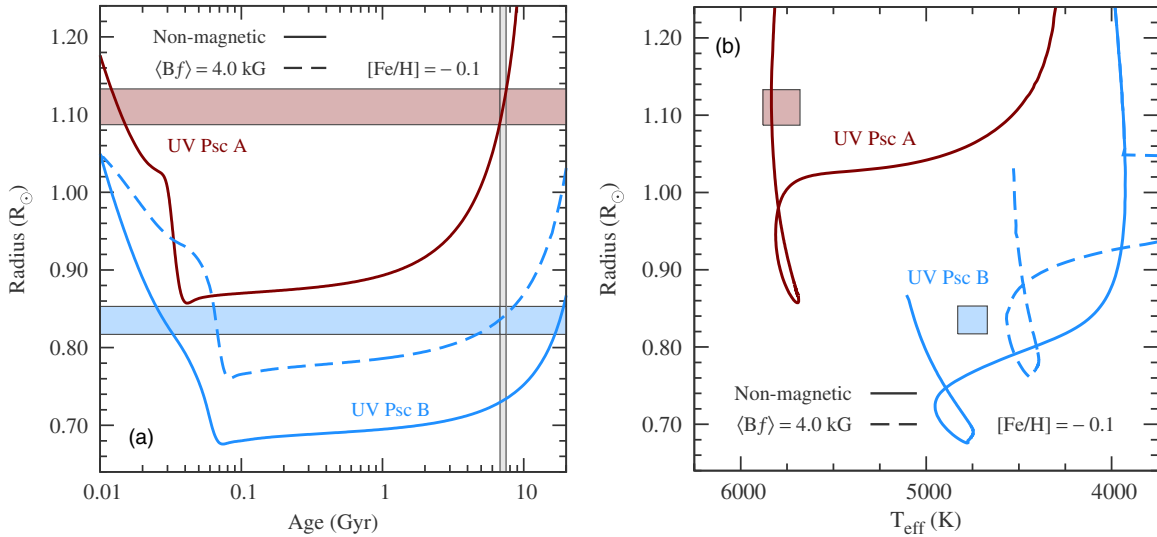 1.20
1.10
1.00
0.90
0.80
0.70
Radius (R⊙)
Non-magnetic
⟨Bf⟩ = 4.0 kG
[Fe/H] = − 0.1
UV Psc A
UV Psc B
(a)
0.01
0.1
1
10
Age (Gyr)
1.20
1.10
1.00
0.90
0.80
0.70
Radius (R⊙)
(b)
UV Psc A
UV Psc B
Non-magnetic
⟨Bf⟩ = 4.0 kG
[Fe/H] = − 0.1
6000
5000
4000
Teff (K)